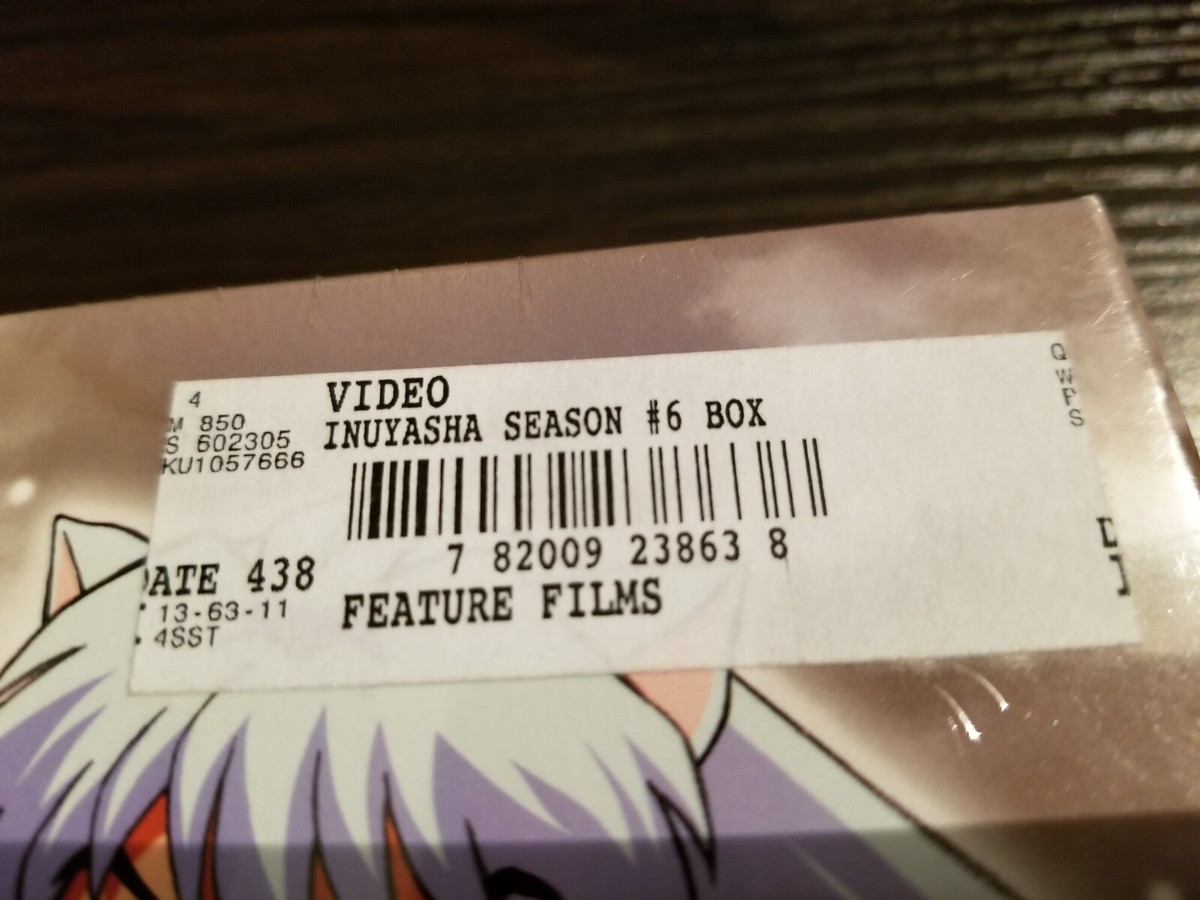 4
M 850
S 602305
KU1057666
VIDEO
INUYASHA SEASON #6 BOX
7 82009 23863 8
DATE 438
13-63-11
4SST
FEATURE FILMS
Q
W
P
S
D